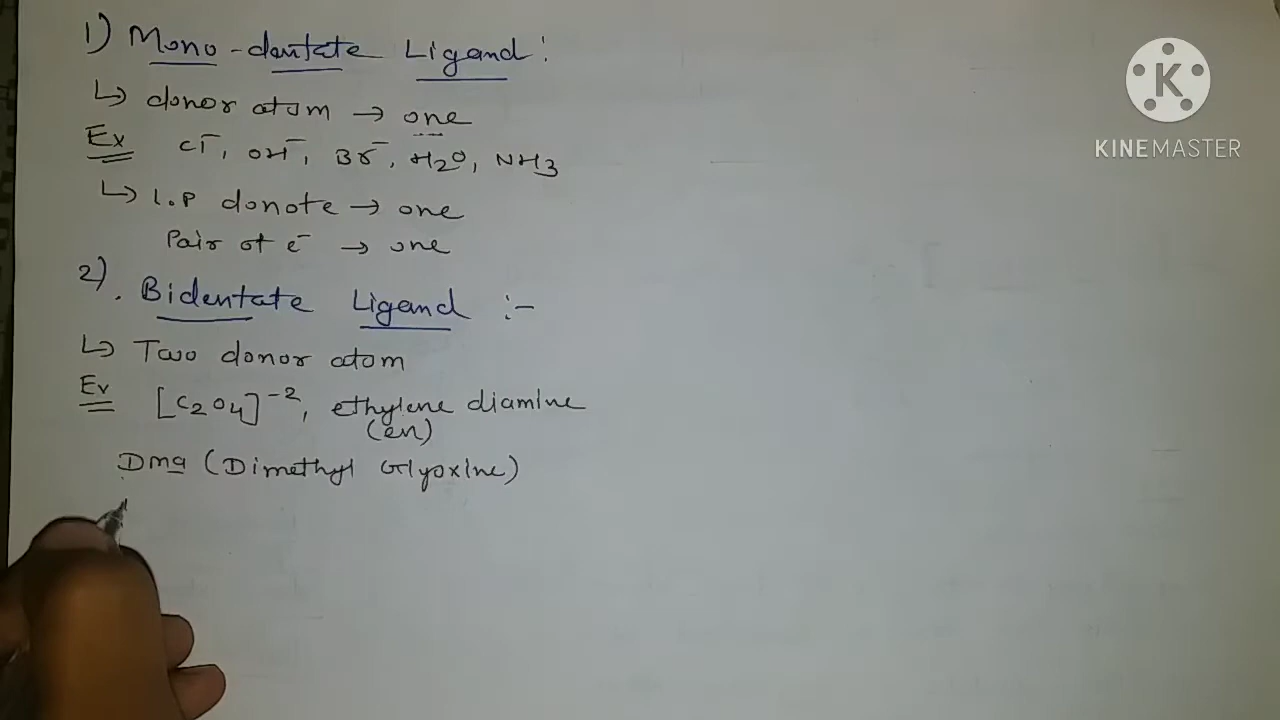 1) Mono-dentate Ligand:
↳ donor atom → one
Ex Cl⁻, OH⁻, Br⁻, H2O, NH3
↳ l.P donote → one
Pair of e⁻ → one
2). Bidentate Ligand :-
↳ Two donor atom
Ex [C2O4]⁻², ethylene diamine
(en)
Dmg (Dimethyl Glyoxine)
K
KINEMASTER